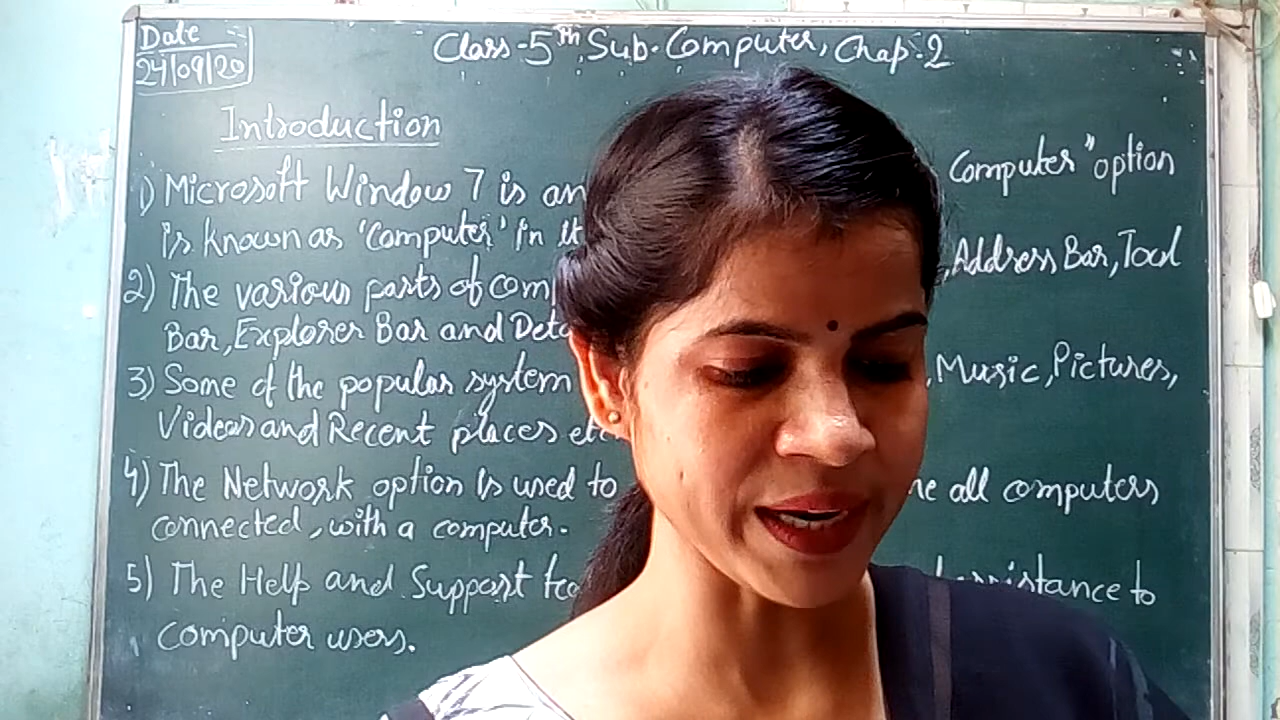 Date
24/09/20
Class-5th, Sub-Computer, Chap-2
Introduction
1) Microsoft Window 7 is an Computer" option
is known as 'Computer' in
2) The various parts of com , Address Bar, Tool
Bar, Explorer Bar and Deta
3) Some of the popular system , Music, Pictures,
Videos and Recent places etc
4) The Network option is used to all computers
connected, with a computer.
5) The Help and Support assistance to
computer users.